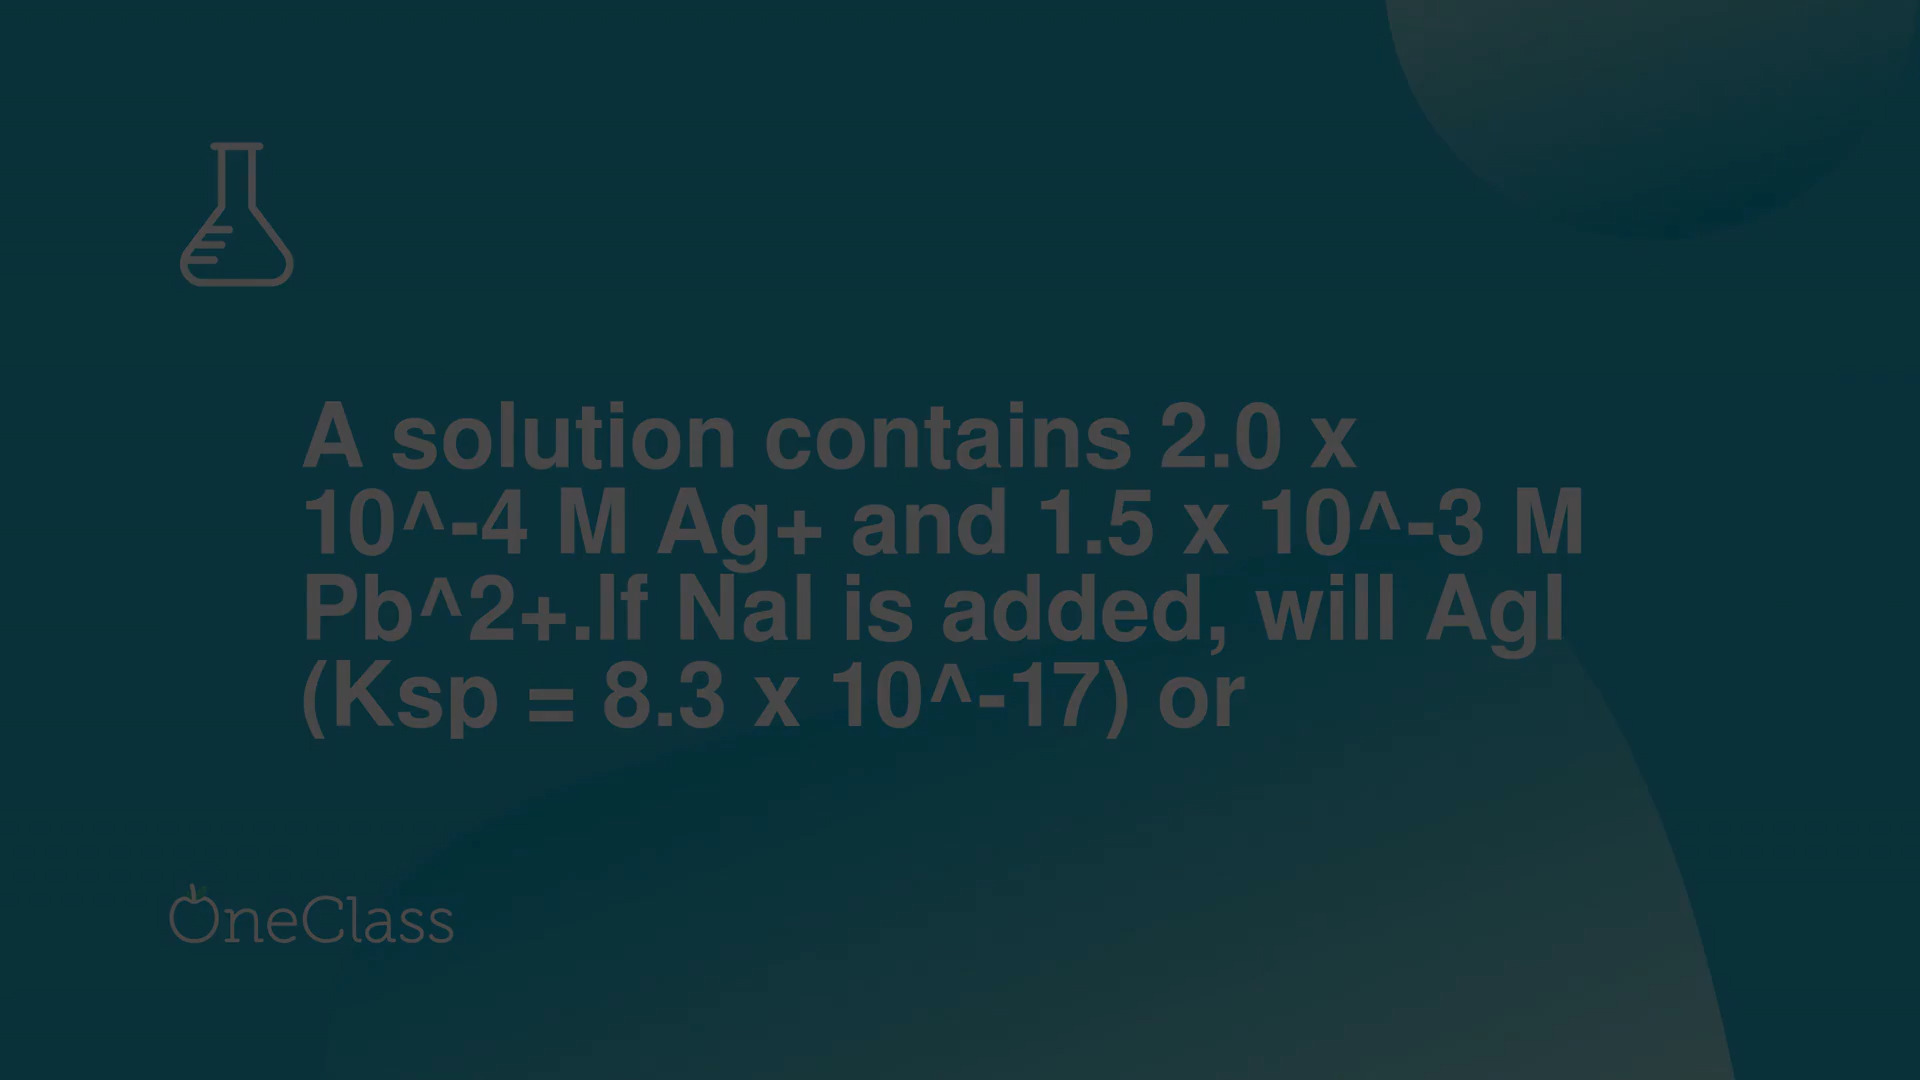 A solution contains 2.0 x
10^-4 M Ag+ and 1.5 x 10^-3 M
Pb^2+.If NaI is added, will AgI
(Ksp = 8.3 x 10^-17) or
OneClass